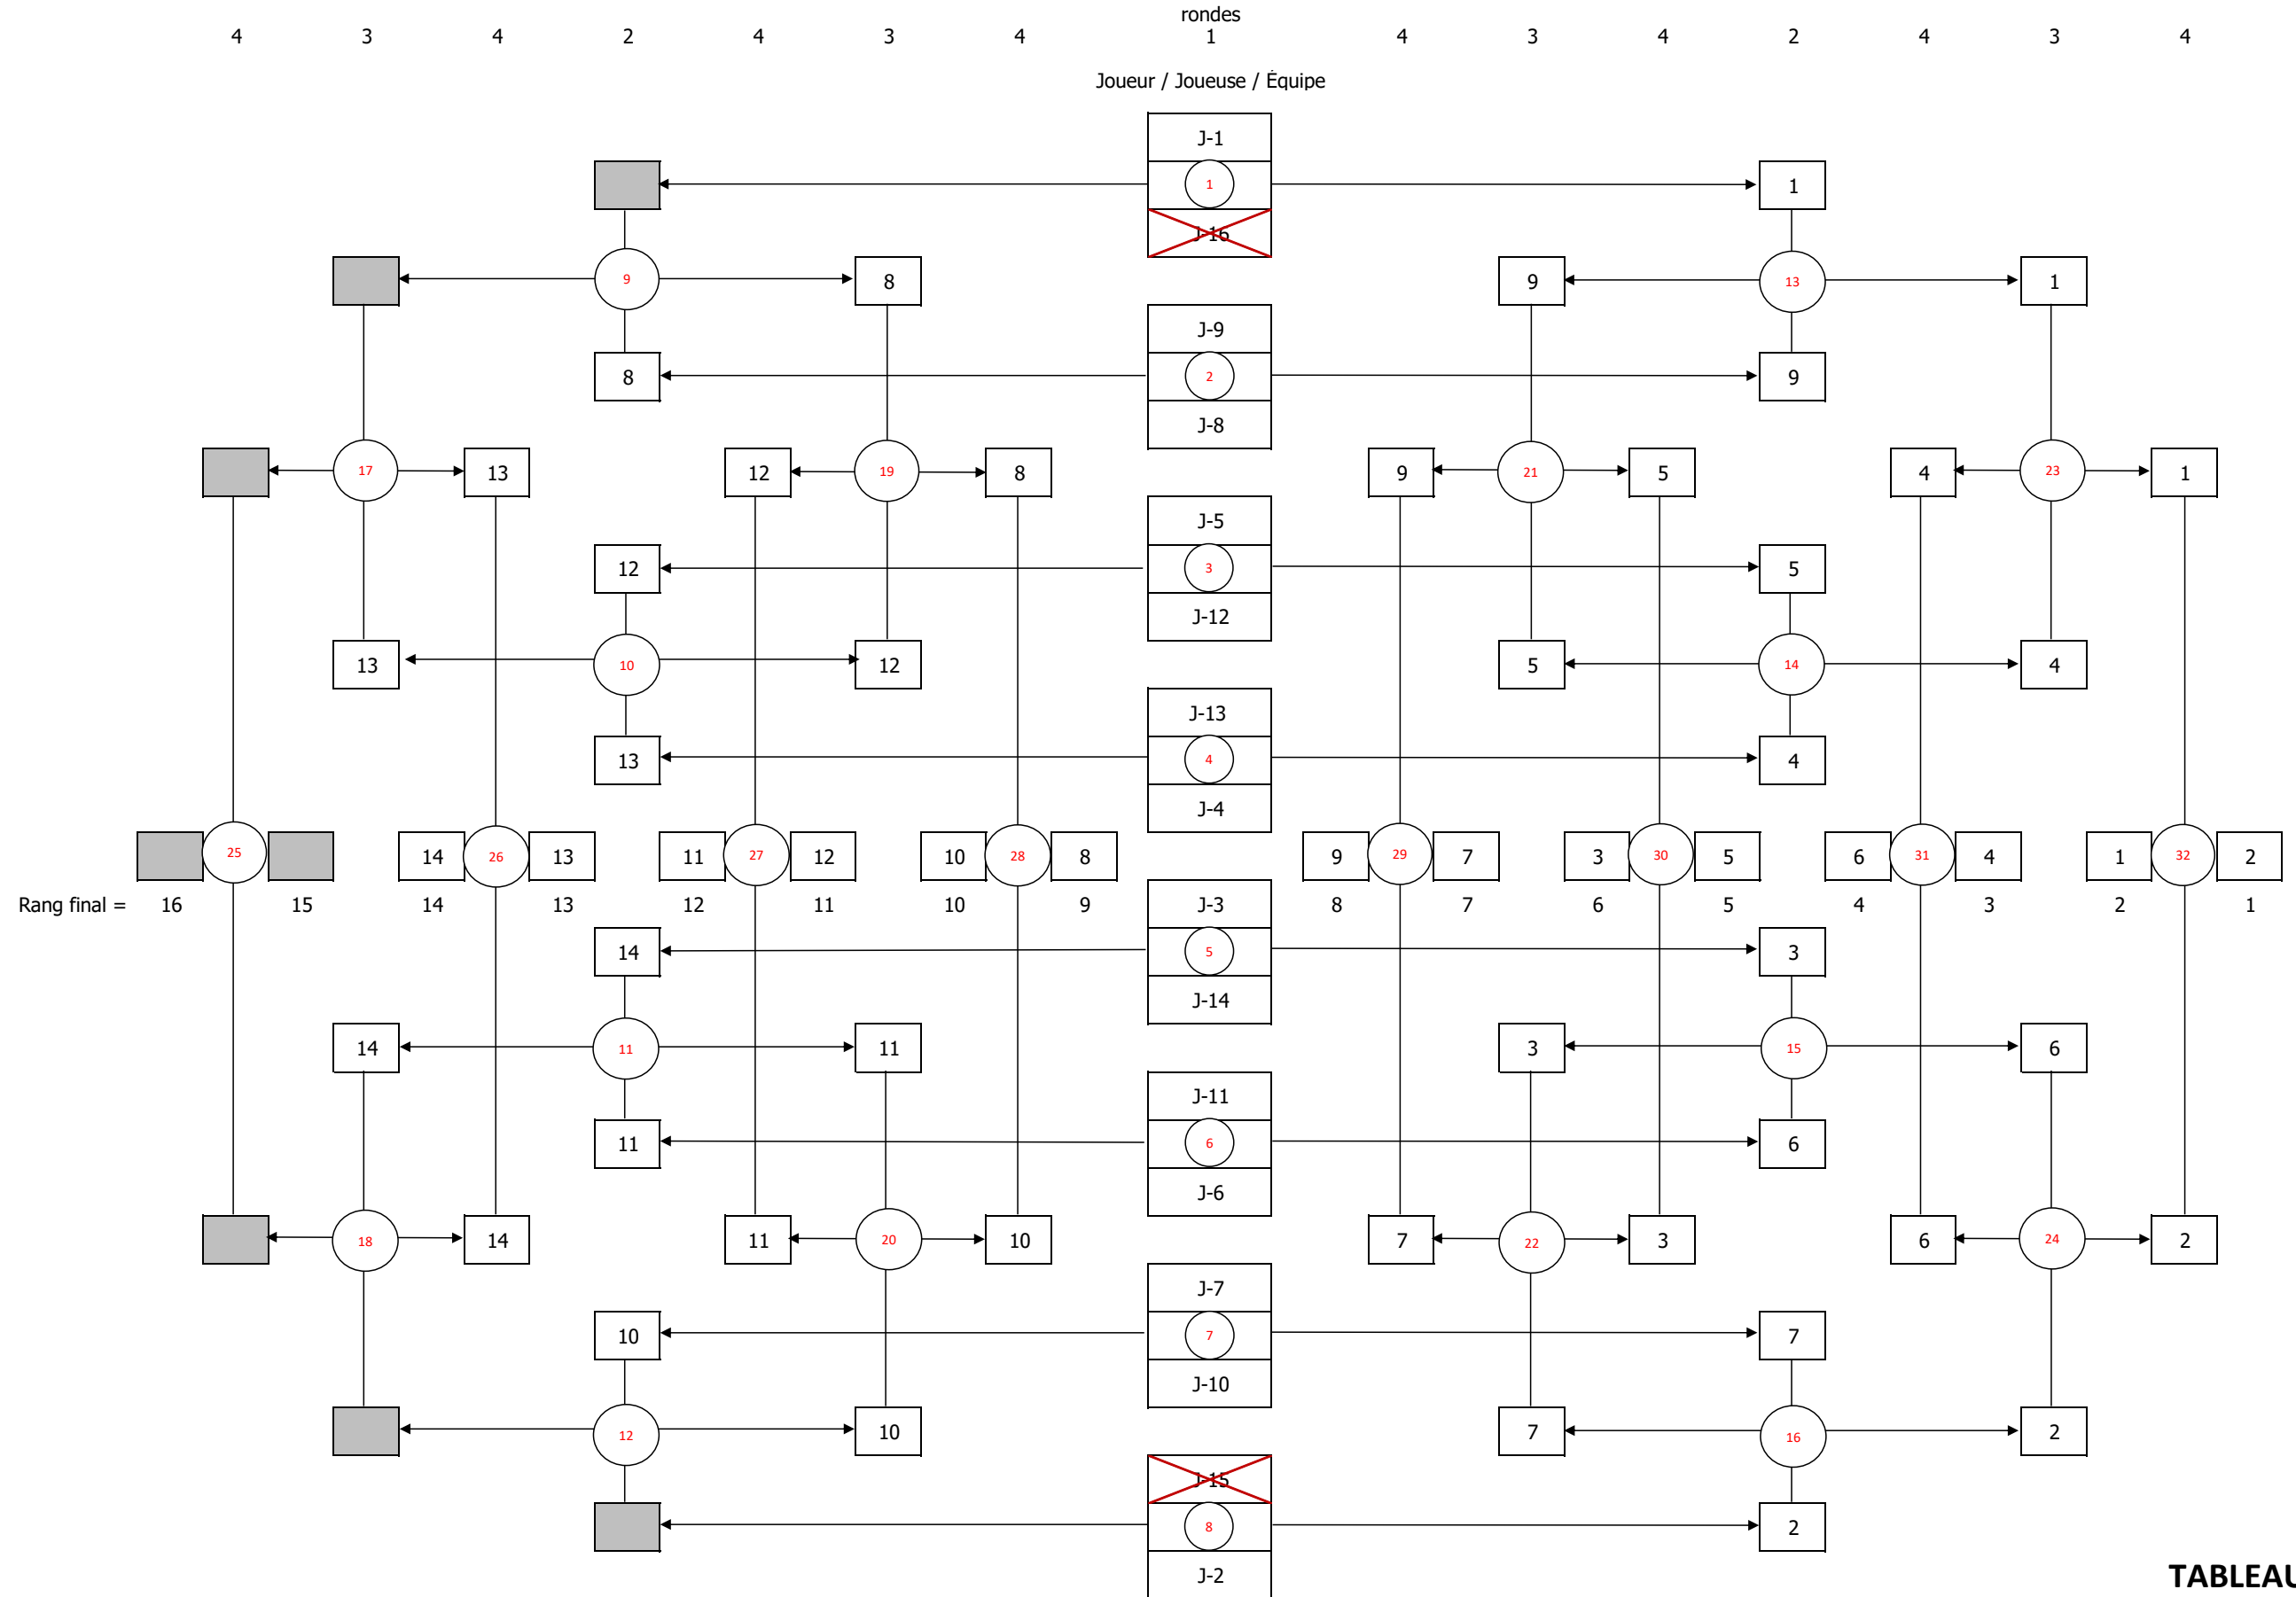 rondes
4 3 4 2 4 3 4 1 4 3 4 2 4 3 4
Joueur / Joueuse / Équipe
J-1
1 1
J-16
9 8 9 13 1
J-9
8 2 9
J-8
17 13 12 19 8 9 21 5 4 23 1
J-5
12 3 5
J-12
13 10 12 5 14 4
J-13
13 4 4
J-4
25 14 26 13 11 27 12 10 28 8 9 29 7 3 30 5 6 31 4 1 32 2
Rang final = 16 15 14 13 12 11 10 9 J-3 8 7 6 5 4 3 2 1
14 5 3
J-14
14 11 11 3 15 6
J-11
11 6 6
J-6
18 14 11 20 10 7 22 3 6 24 2
J-7
10 7 7
J-10
12 10 7 16 2
J-15
8 2
J-2
TABLEAU